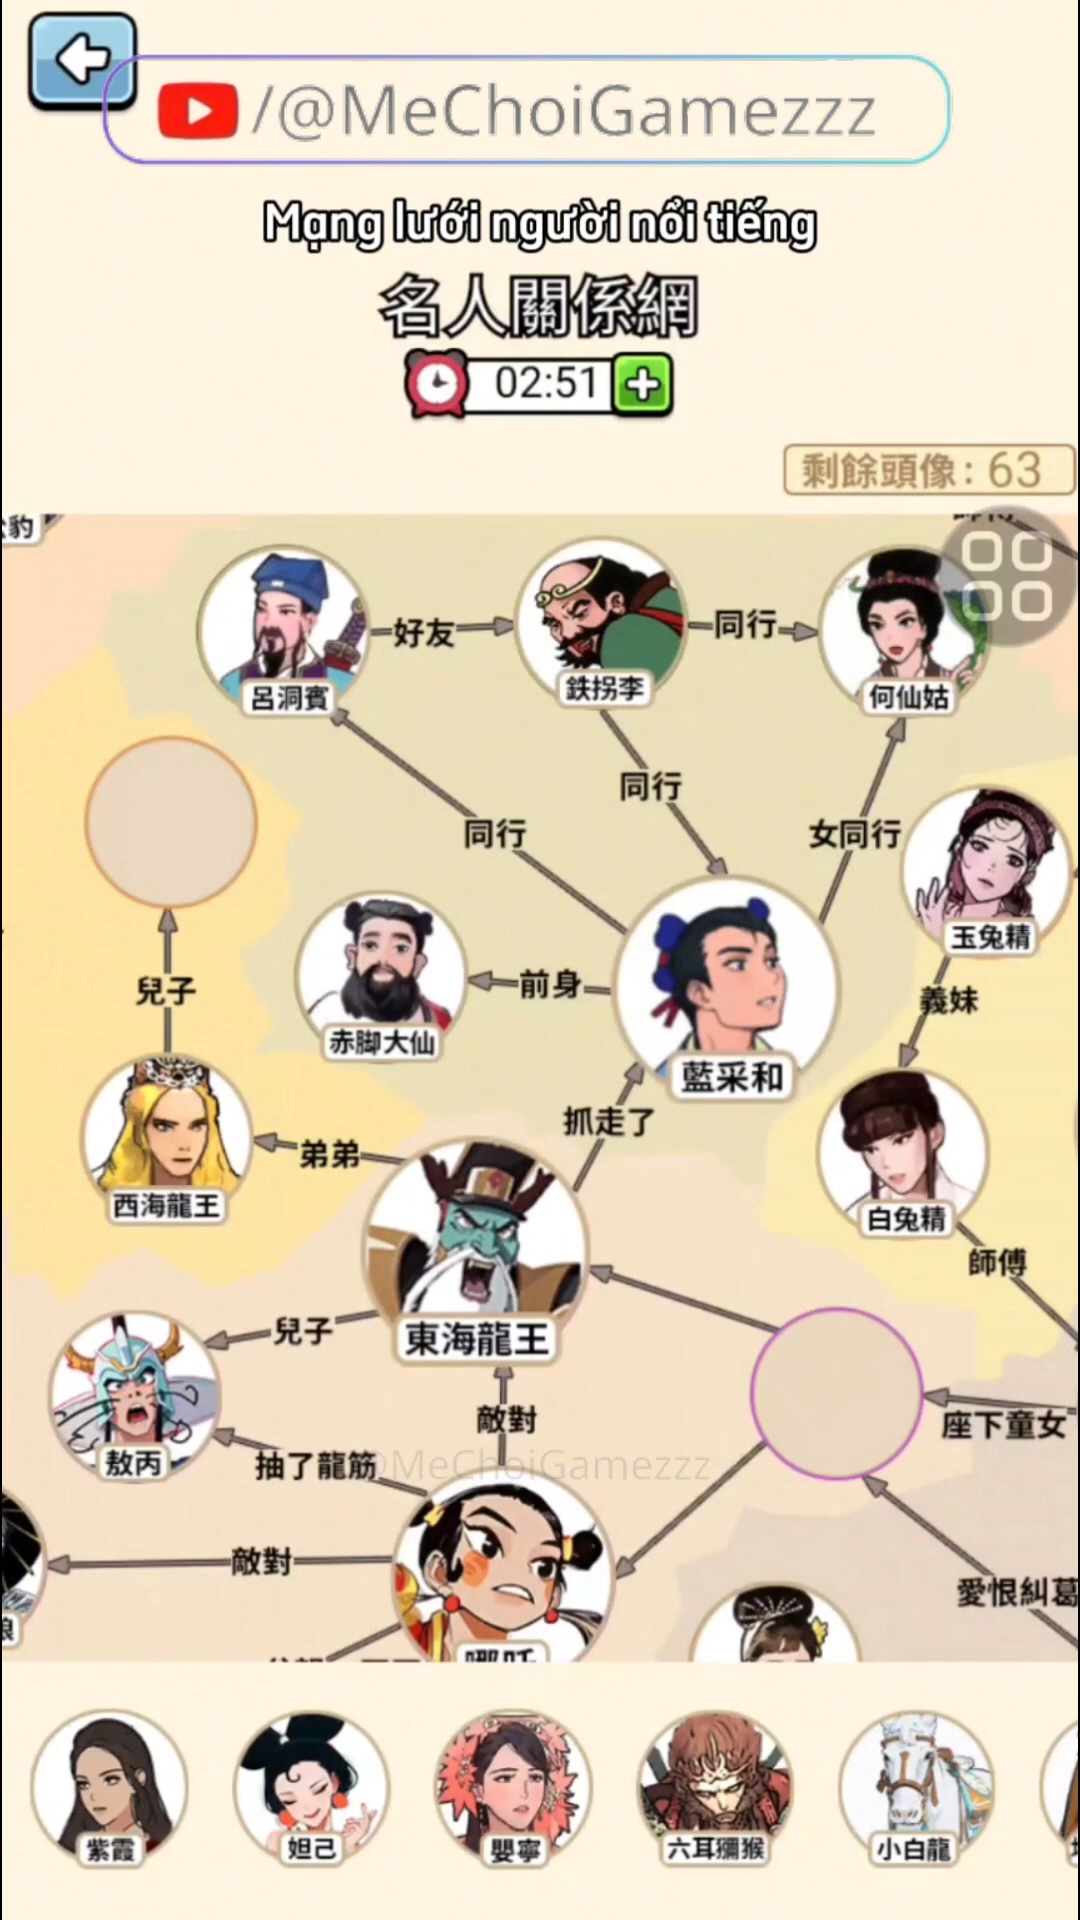 /@MeChoiGamezzz
Mạng lưới người nổi tiếng
名人關係網
02:51
剩餘頭像: 63
豹
呂洞賓
好友
鉄拐李
同行
何仙姑
同行
同行
女同行
玉兔精
兒子
赤脚大仙
前身
藍采和
義妹
西海龍王
弟弟
抓走了
白兔精
師傅
兒子
東海龍王
敖丙
敵對
座下童女
抽了龍筋
@MeChoiGamezzz
敵對
愛恨糾葛
哪吒
紫霞
妲己
嬰寧
六耳獼猴
小白龍